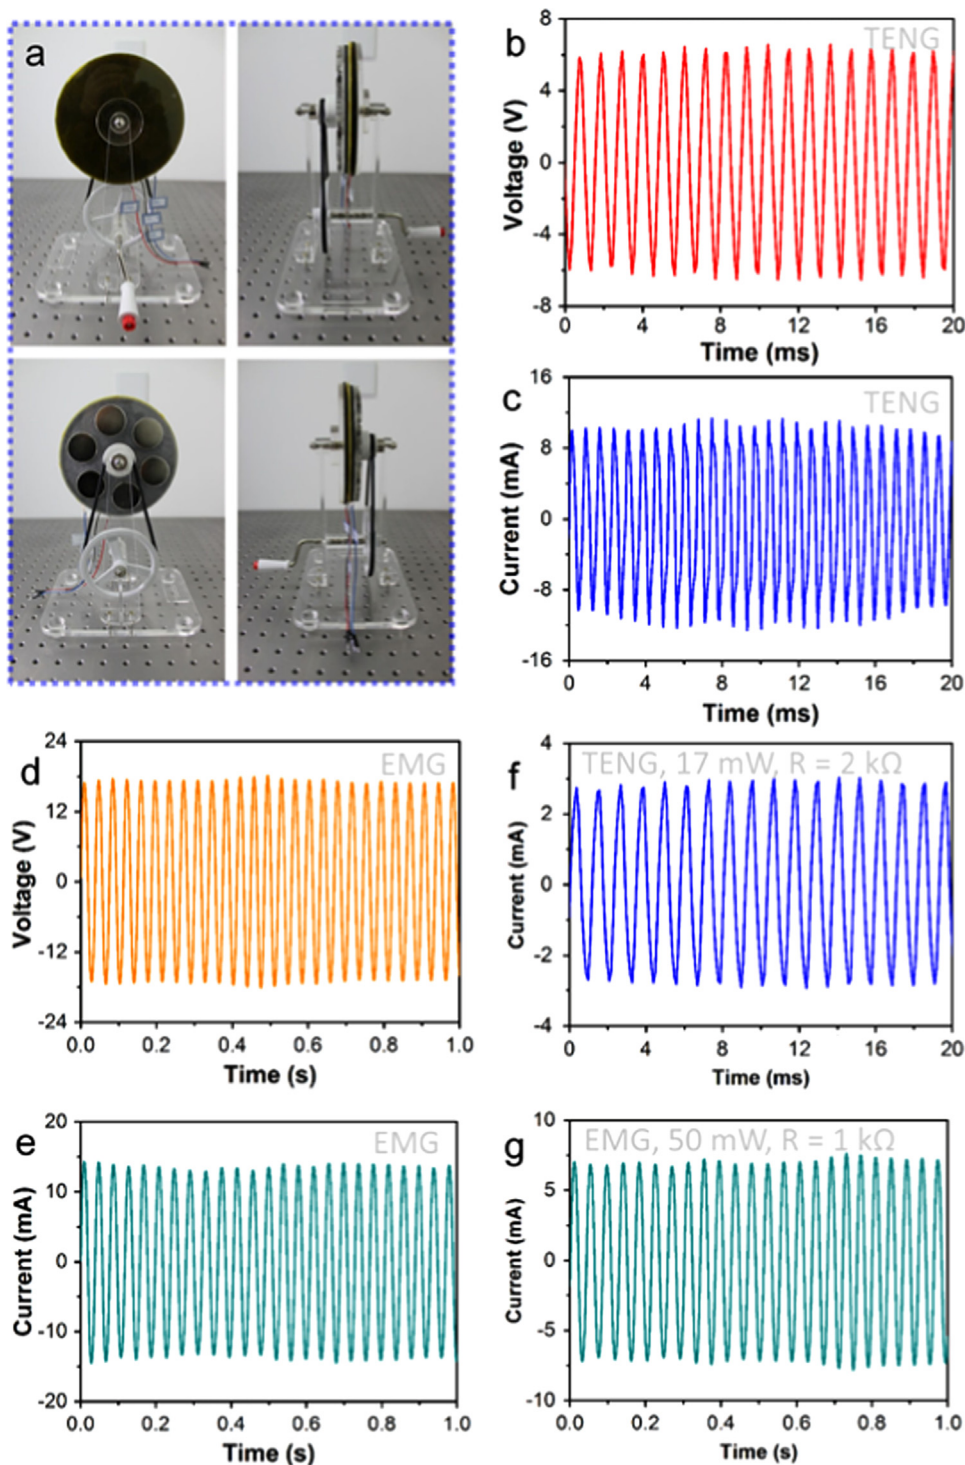 a
b
TENG
8
4
0
-4
-8
Voltage (V)
0 4 8 12 16 20
Time (ms)
c
TENG
16
8
0
-8
-16
Current (mA)
0 4 8 12 16 20
Time (ms)
d
EMG
24
12
0
-12
-24
Voltage (V)
0.0 0.2 0.4 0.6 0.8 1.0
Time (s)
f
TENG, 17 mW, R = 2 kΩ
4
2
0
-2
-4
Current (mA)
0 4 8 12 16 20
Time (ms)
e
EMG
20
10
0
-10
-20
Current (mA)
0.0 0.2 0.4 0.6 0.8 1.0
Time (s)
g
EMG, 50 mW, R = 1 kΩ
10
5
0
-5
-10
Current (mA)
0.0 0.2 0.4 0.6 0.8 1.0
Time (s)